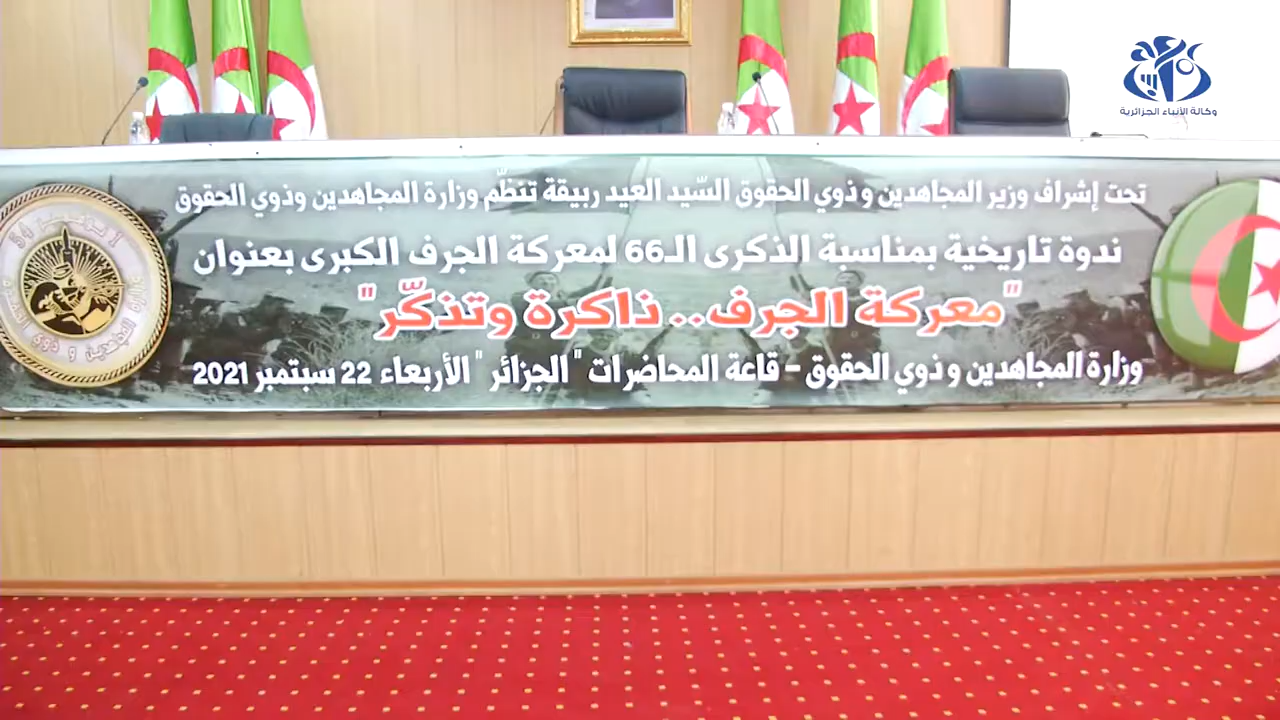 وكالة الأنباء الجزائرية
تحت إشراف وزير المجاهدين و ذوي الحقوق السّيد العيد ربيقة تنظّم وزارة المجاهدين وذوي الحقوق
ندوة تاريخية بمناسبة الذكرى الـ66 لمعركة الجرف الكبرى بعنوان
"معركة الجرف.. ذاكرة وتذكّر"
وزارة المجاهدين و ذوي الحقوق – قاعة المحاضرات " الجزائر " الأربعاء 22 سبتمبر 2021